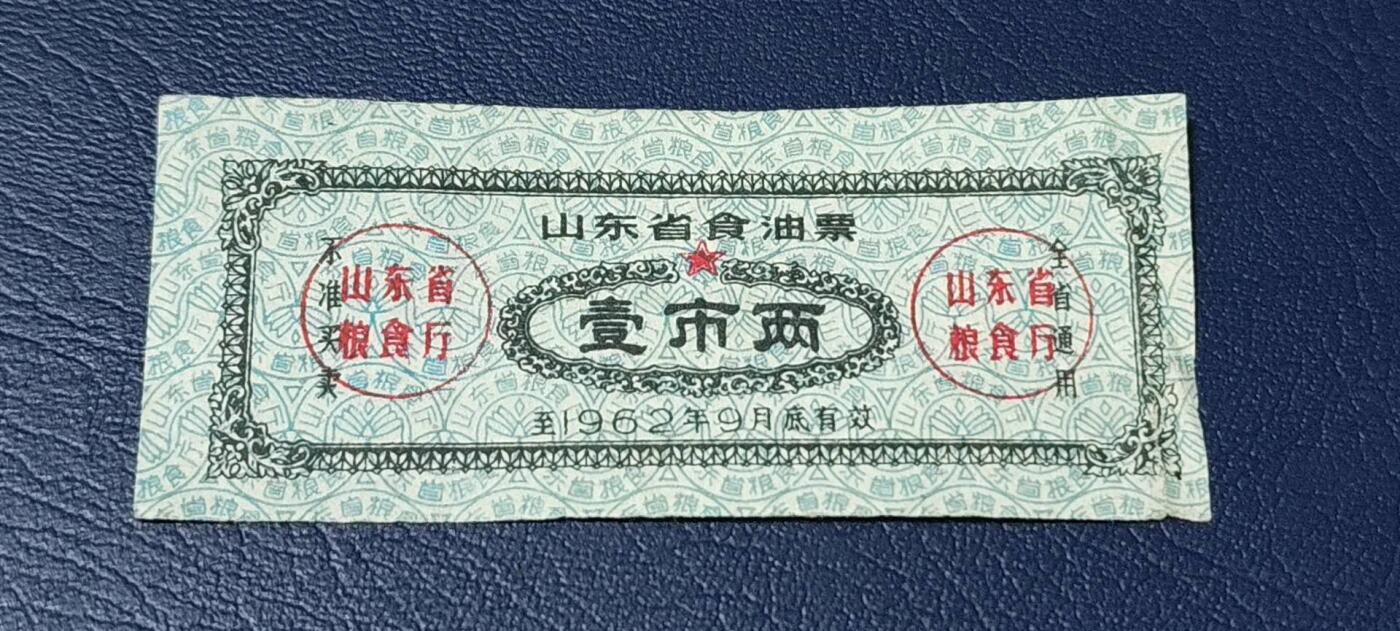 山东省食油票
壹市两
至1962年9月底有效
不准买卖
全省通用
山东省
粮食厅
山东省
粮食厅